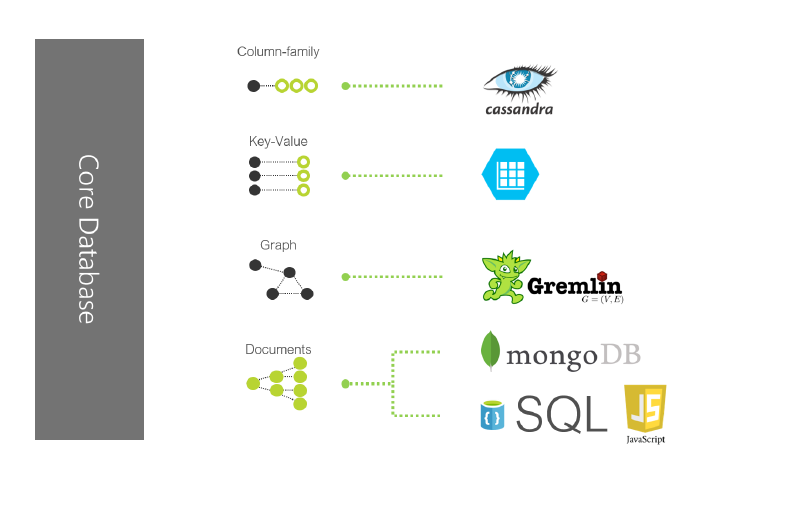 Core Database
Column-family
cassandra
Key-Value
Graph
Gremlin
G = (V, E)
Documents
mongoDB
{ }
SQL
JS
JavaScript